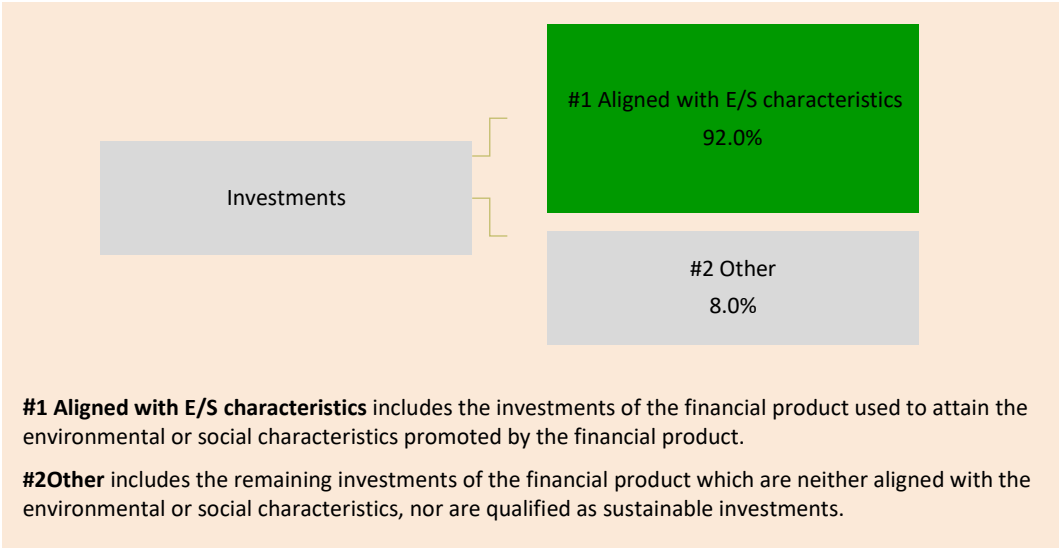 #1 Aligned with E/S characteristics
92.0%
Investments
#2 Other
8.0%
#1 Aligned with E/S characteristics includes the investments of the financial product used to attain the
environmental or social characteristics promoted by the financial product.
#2Other includes the remaining investments of the financial product which are neither aligned with the
environmental or social characteristics, nor are qualified as sustainable investments.